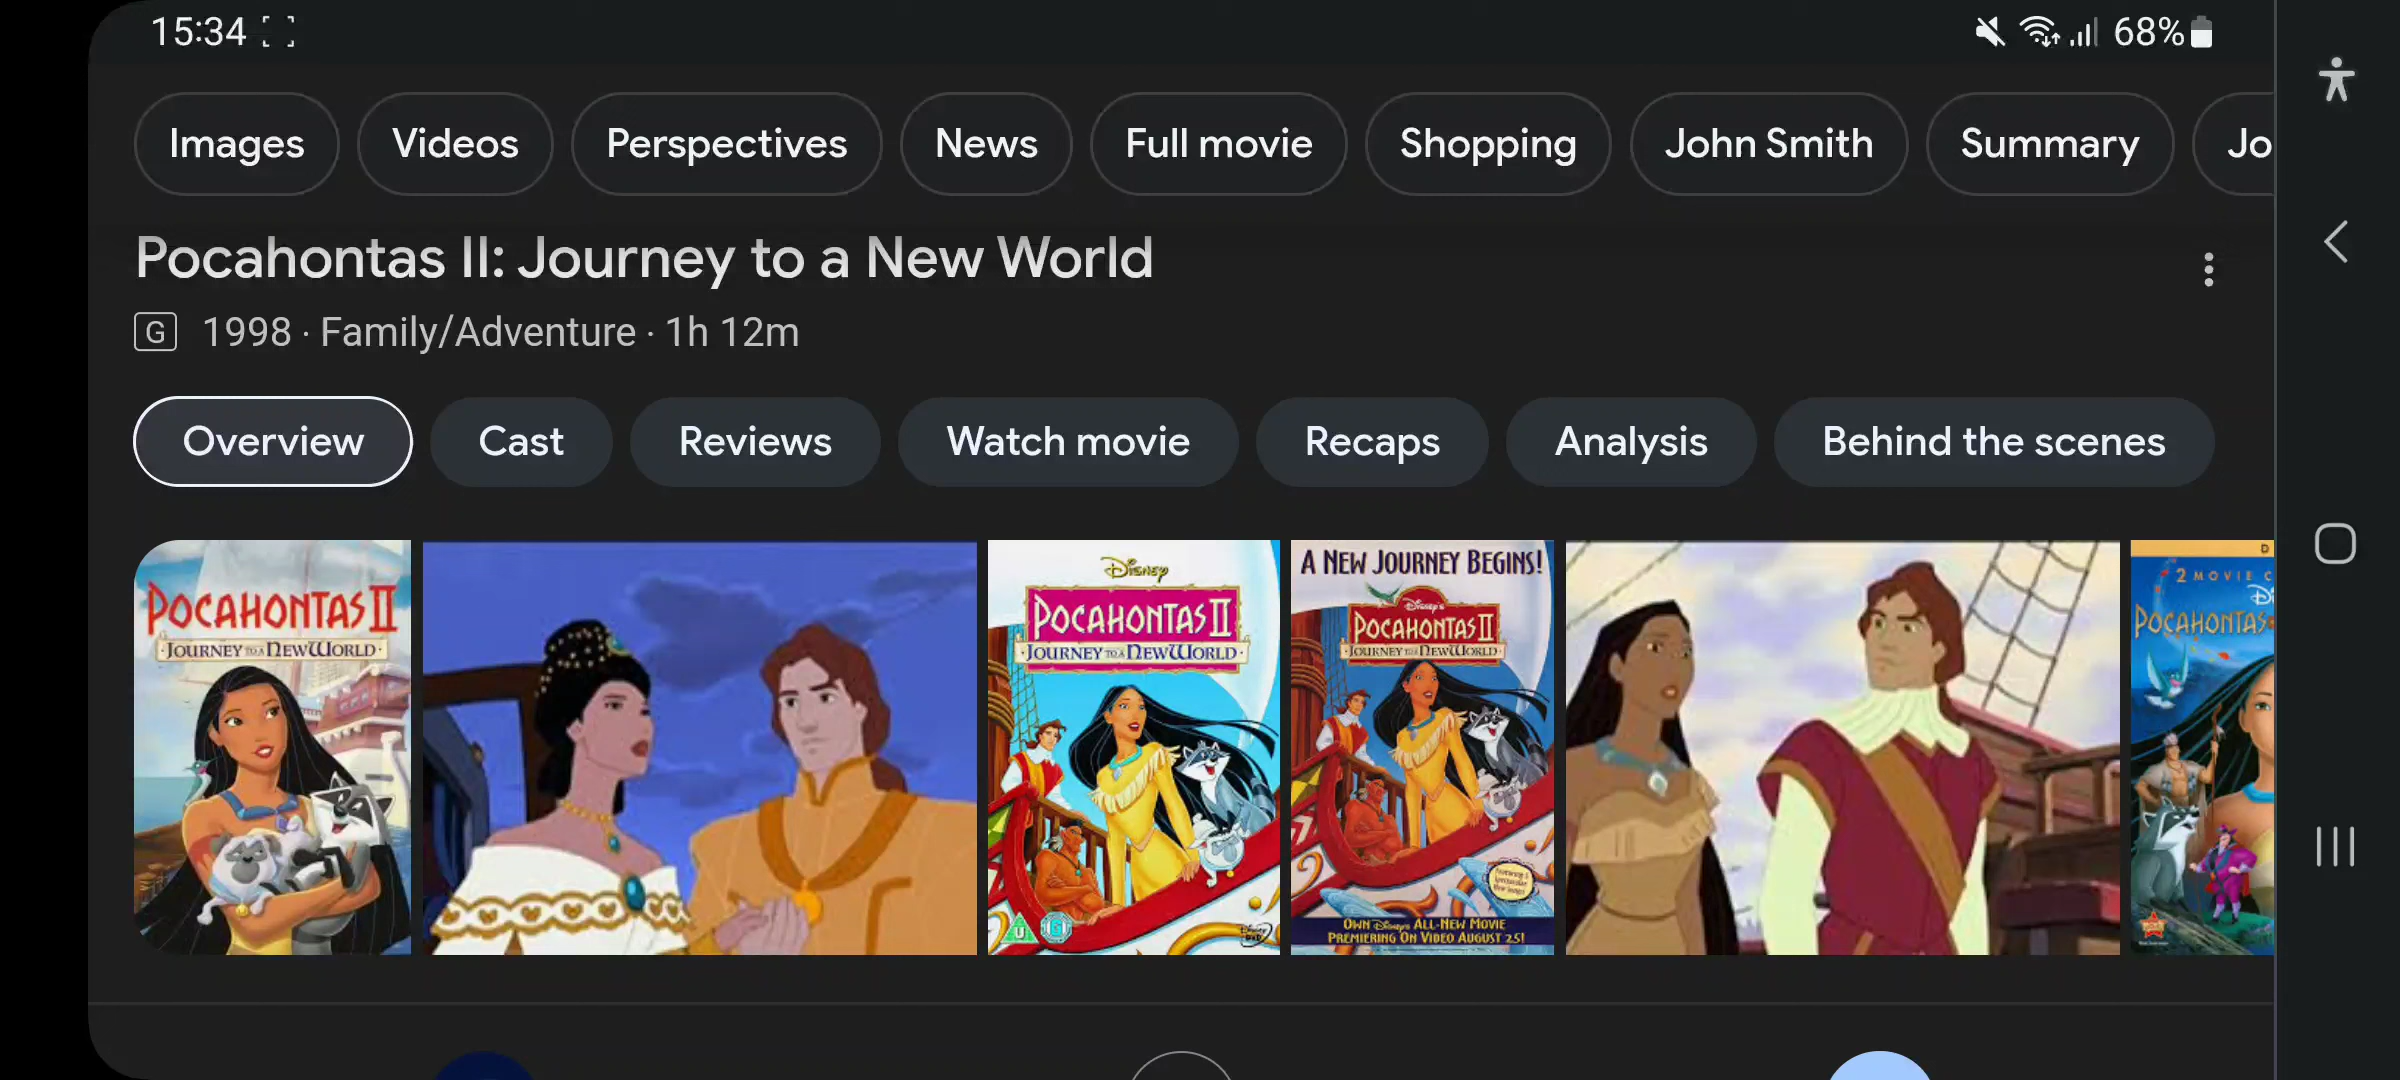 15:34
68%
Images Videos Perspectives News Full movie Shopping John Smith Summary Jo
Pocahontas II: Journey to a New World
G 1998 · Family/Adventure · 1h 12m
Overview Cast Reviews Watch movie Recaps Analysis Behind the scenes
POCAHONTAS II
·JOURNEY TO A NEW WORLD·
Disney
POCAHONTAS II
·JOURNEY TO A NEW WORLD·
U
A NEW JOURNEY BEGINS!
Disney's
POCAHONTAS II
·JOURNEY TO A NEW WORLD·
OWN Disney's ALL-NEW MOVIE
PREMIERING ON VIDEO AUGUST 25!
D
2 MOVIE C
Di
POCAHONTAS